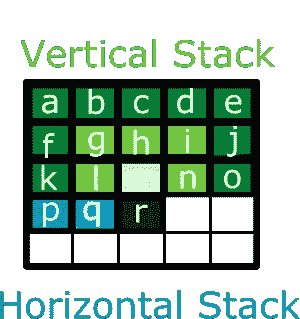 Vertical Stack
a b c d e
f g h i j
k l n o
p q r
Horizontal Stack